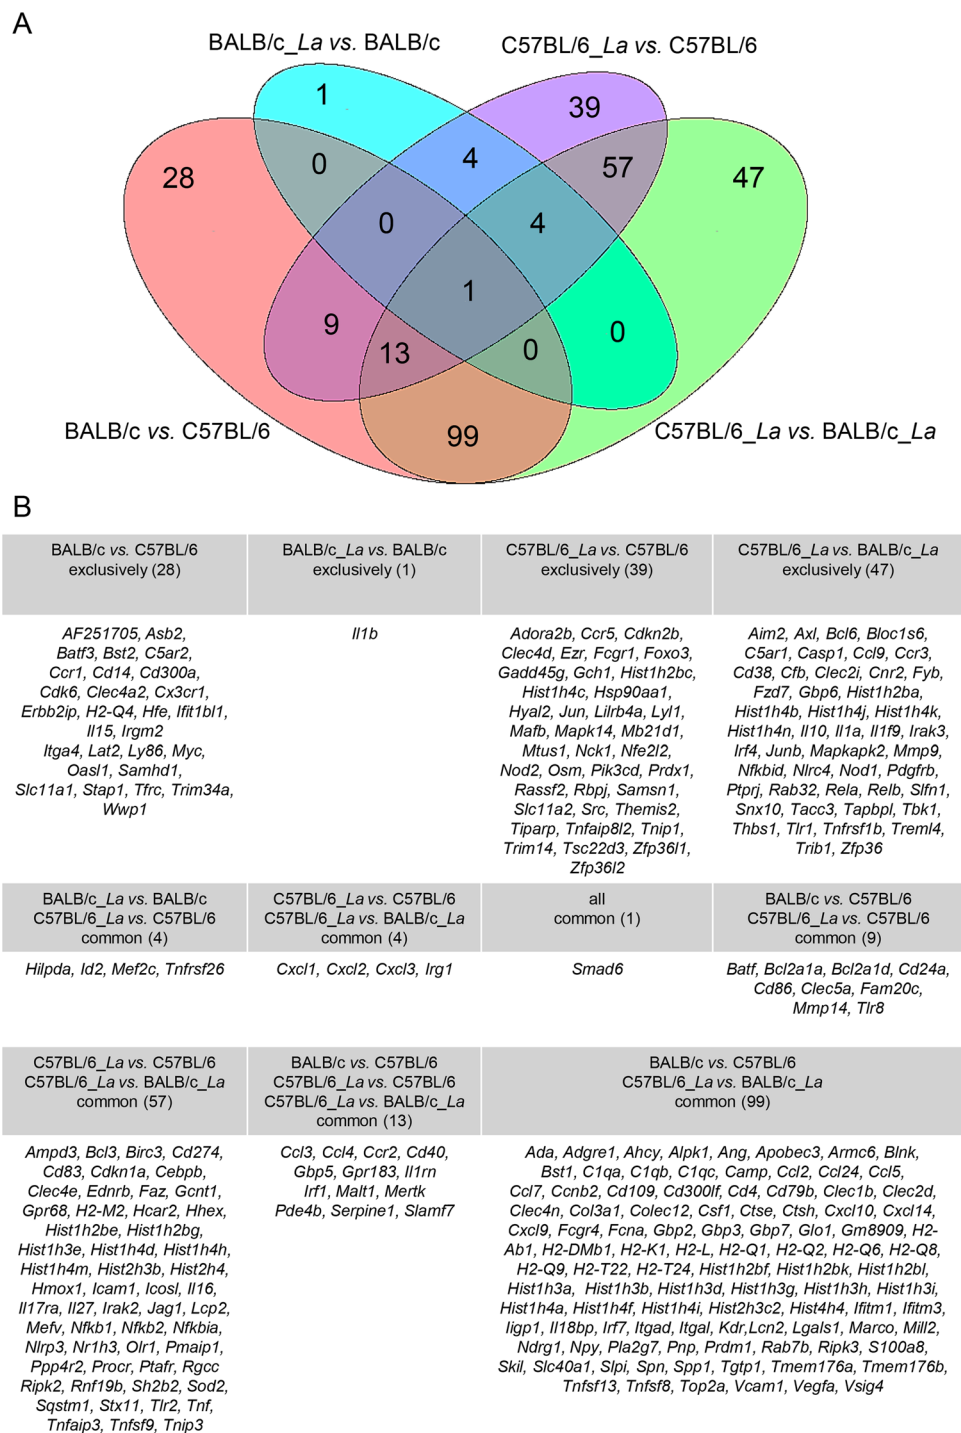 A
BALB/c_La vs. BALB/c
C57BL/6_La vs. C57BL/6
1
39
28
0
4
57
47
0
4
1
9
13
0
0
99
BALB/c vs. C57BL/6
C57BL/6_La vs. BALB/c_La
B
BALB/c vs. C57BL/6
exclusively (28)
BALB/c_La vs. BALB/c
exclusively (1)
C57BL/6_La vs. C57BL/6
exclusively (39)
C57BL/6_La vs. BALB/c_La
exclusively (47)
AF251705, Asb2,
Batf3, Bst2, C5ar2,
Ccr1, Cd14, Cd300a,
Cdk6, Clec4a2, Cx3cr1,
Erbb2ip, H2-Q4, Hfe, Ifit1bl1,
Il15, Irgm2
Itga4, Lat2, Ly86, Myc,
Oasl1, Samhd1,
Slc11a1, Stap1, Tfrc, Trim34a,
Wwp1
Il1b
Adora2b, Ccr5, Cdkn2b,
Clec4d, Ezr, Fcgr1, Foxo3,
Gadd45g, Gch1, Hist1h2bc,
Hist1h4c, Hsp90aa1,
Hyal2, Jun, Lilrb4a, Lyl1,
Mafb, Mapk14, Mb21d1,
Mtus1, Nck1, Nfe2l2,
Nod2, Osm, Pik3cd, Prdx1,
Rassf2, Rbpj, Samsn1,
Slc11a2, Src, Themis2,
Tiparp, Tnfaip8l2, Tnip1,
Trim14, Tsc22d3, Zfp36l1,
Zfp36l2
Aim2, Axl, Bcl6, Bloc1s6,
C5ar1, Casp1, Ccl9, Ccr3,
Cd38, Cfb, Clec2i, Cnr2, Fyb,
Fzd7, Gbp6, Hist1h2ba,
Hist1h4b, Hist1h4j, Hist1h4k,
Hist1h4n, Il10, Il1a, Il1f9, Irak3,
Irf4, Junb, Mapkapk2, Mmp9,
Nfkbid, Nlrc4, Nod1, Pdgfrb,
Ptprj, Rab32, Rela, Relb, Slfn1,
Snx10, Tacc3, Tapbpl, Tbk1,
Thbs1, Tlr1, Tnfrsf1b, Treml4,
Trib1, Zfp36
BALB/c_La vs. BALB/c
C57BL/6_La vs. C57BL/6
common (4)
C57BL/6_La vs. C57BL/6
C57BL/6_La vs. BALB/c_La
common (4)
all
common (1)
BALB/c vs. C57BL/6
C57BL/6_La vs. C57BL/6
common (9)
Hilpda, Id2, Mef2c, Tnfrsf26
Cxcl1, Cxcl2, Cxcl3, Irg1
Smad6
Batf, Bcl2a1a, Bcl2a1d, Cd24a,
Cd86, Clec5a, Fam20c,
Mmp14, Tlr8
C57BL/6_La vs. C57BL/6
C57BL/6_La vs. BALB/c_La
common (57)
BALB/c vs. C57BL/6
C57BL/6_La vs. C57BL/6
C57BL/6_La vs. BALB/c_La
common (13)
BALB/c vs. C57BL/6
C57BL/6_La vs. BALB/c_La
common (99)
Ampd3, Bcl3, Birc3, Cd274,
Cd83, Cdkn1a, Cebpb,
Clec4e, Ednrb, Faz, Gcnt1,
Gpr68, H2-M2, Hcar2, Hhex,
Hist1h2be, Hist1h2bg,
Hist1h3e, Hist1h4d, Hist1h4h,
Hist1h4m, Hist2h3b, Hist2h4,
Hmox1, Icam1, Icosl, Il16,
Il17ra, Il27, Irak2, Jag1, Lcp2,
Mefv, Nfkb1, Nfkb2, Nfkbia,
Nlrp3, Nr1h3, Olr1, Pmaip1,
Ppp4r2, Procr, Ptafr, Rgcc
Ripk2, Rnf19b, Sh2b2, Sod2,
Sqstm1, Stx11, Tlr2, Tnf,
Tnfaip3, Tnfsf9, Tnip3
Ccl3, Ccl4, Ccr2, Cd40,
Gbp5, Gpr183, Il1rn
Irf1, Malt1, Mertk
Pde4b, Serpine1, Slamf7
Ada, Adgre1, Ahcy, Alpk1, Ang, Apobec3, Armc6, Blnk,
Bst1, C1qa, C1qb, C1qc, Camp, Ccl2, Ccl24, Ccl5,
Ccl7, Ccnb2, Cd109, Cd300lf, Cd4, Cd79b, Clec1b, Clec2d,
Clec4n, Col3a1, Colec12, Csf1, Ctse, Ctsh, Cxcl10, Cxcl14,
Cxcl9, Fcgr4, Fcna, Gbp2, Gbp3, Gbp7, Glo1, Gm8909, H2-
Ab1, H2-DMb1, H2-K1, H2-L, H2-Q1, H2-Q2, H2-Q6, H2-Q8,
H2-Q9, H2-T22, H2-T24, Hist1h2bf, Hist1h2bk, Hist1h2bl,
Hist1h3a, Hist1h3b, Hist1h3d, Hist1h3g, Hist1h3h, Hist1h3i,
Hist1h4a, Hist1h4f, Hist1h4i, Hist2h3c2, Hist4h4, Ifitm1, Ifitm3,
Iigp1, Il18bp, Irf7, Itgad, Itgal, Kdr,Lcn2, Lgals1, Marco, Mill2,
Ndrg1, Npy, Pla2g7, Pnp, Prdm1, Rab7b, Ripk3, S100a8,
Skil, Slc40a1, Slpi, Spn, Spp1, Tgtp1, Tmem176a, Tmem176b,
Tnfsf13, Tnfsf8, Top2a, Vcam1, Vegfa, Vsig4